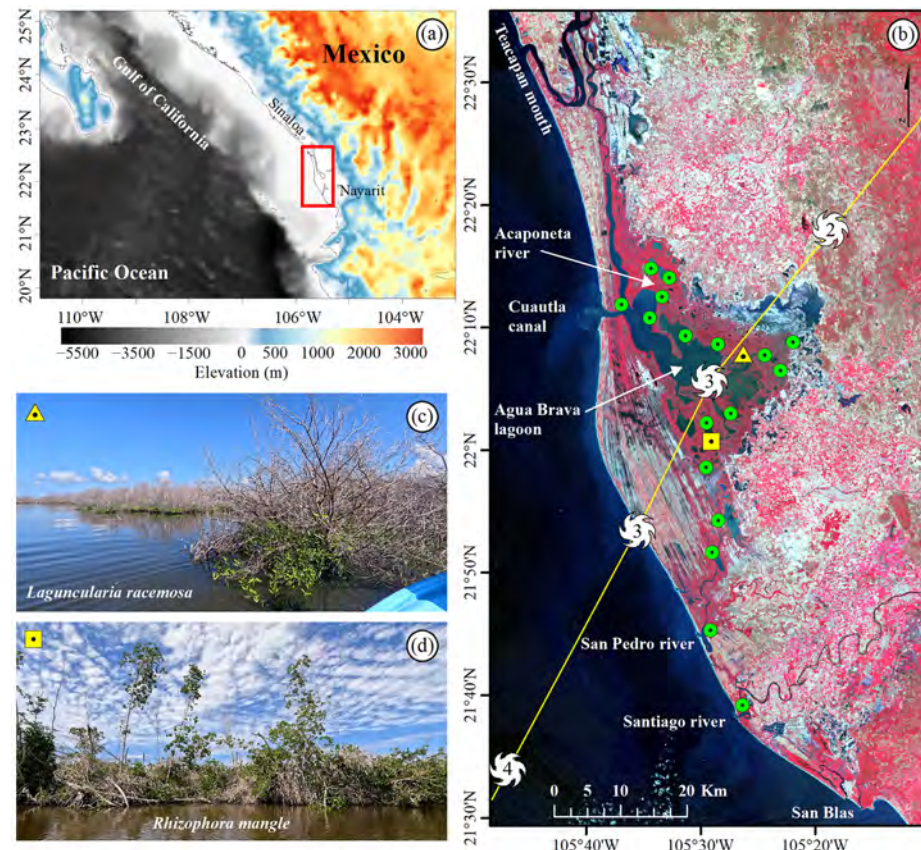 (a)
Mexico
Gulf of California
Sinaloa
Nayarit
Pacific Ocean
25°N
24°N
23°N
22°N
21°N
20°N
110°W
108°W
106°W
104°W
-5500
-3500
-1500
0
1000
3000
Elevation (m)
(b)
Teacapan mouth
N
2
Acaponeta
river
Cuautla
canal
3
Agua Brava
lagoon
3
San Pedro river
Santiago river
4
0
5
10
20 Km
San Blas
22°30'N
22°20'N
22°10'N
22°0'N
21°50'N
21°40'N
21°30'N
105°40'W
105°30'W
105°20'W
(c)
Laguncularia racemosa
(d)
Rhizophora mangle